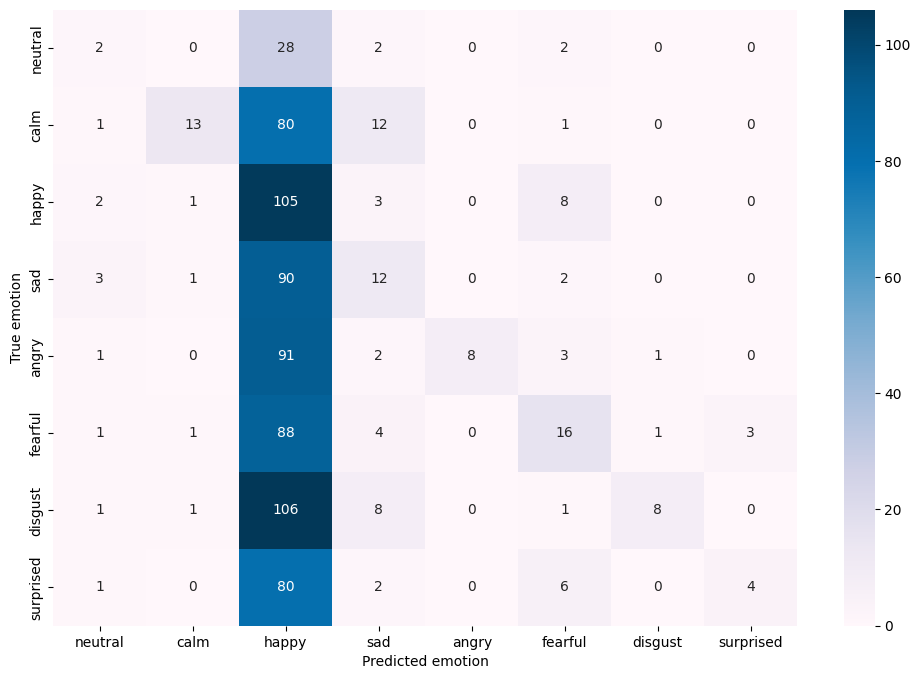 neutral 2 0 28 2 0 2 0 0
calm 1 13 80 12 0 1 0 0
happy 2 1 105 3 0 8 0 0
sad 3 1 90 12 0 2 0 0
angry 1 0 91 2 8 3 1 0
fearful 1 1 88 4 0 16 1 3
disgust 1 1 106 8 0 1 8 0
surprised 1 0 80 2 0 6 0 4
neutral calm happy sad angry fearful disgust surprised
Predicted emotion
True emotion
100
80
60
40
20
0